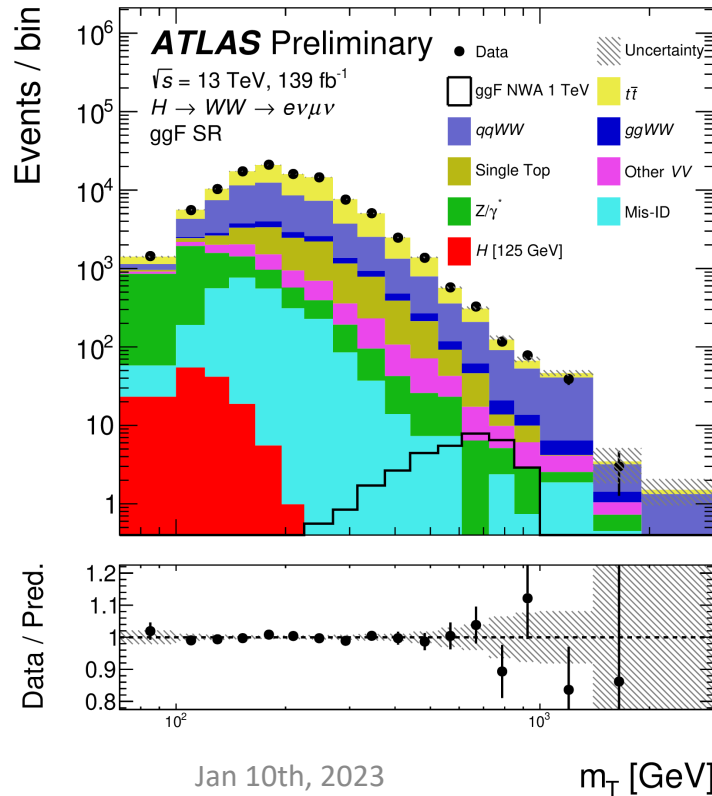 ATLAS Preliminary
√s = 13 TeV, 139 fb⁻¹
H → WW → eνμν
ggF SR
Data
Uncertainty
ggF NWA 1 TeV
tt̄
qqWW
ggWW
Single Top
Other VV
Z/γ*
Mis-ID
H [125 GeV]
Events / bin
10⁶
10⁵
10⁴
10³
10²
10
1
Data / Pred.
1.2
1.1
1
0.9
0.8
10²
10³
Jan 10th, 2023
m_T [GeV]